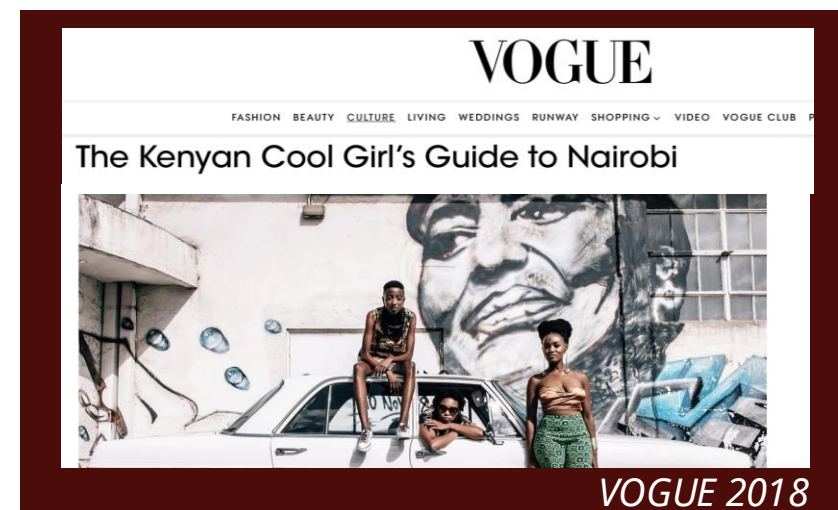 VOGUE
FASHION BEAUTY CULTURE LIVING WEDDINGS RUNWAY SHOPPING VIDEO VOGUE CLUB P
The Kenyan Cool Girl's Guide to Nairobi
VOGUE 2018